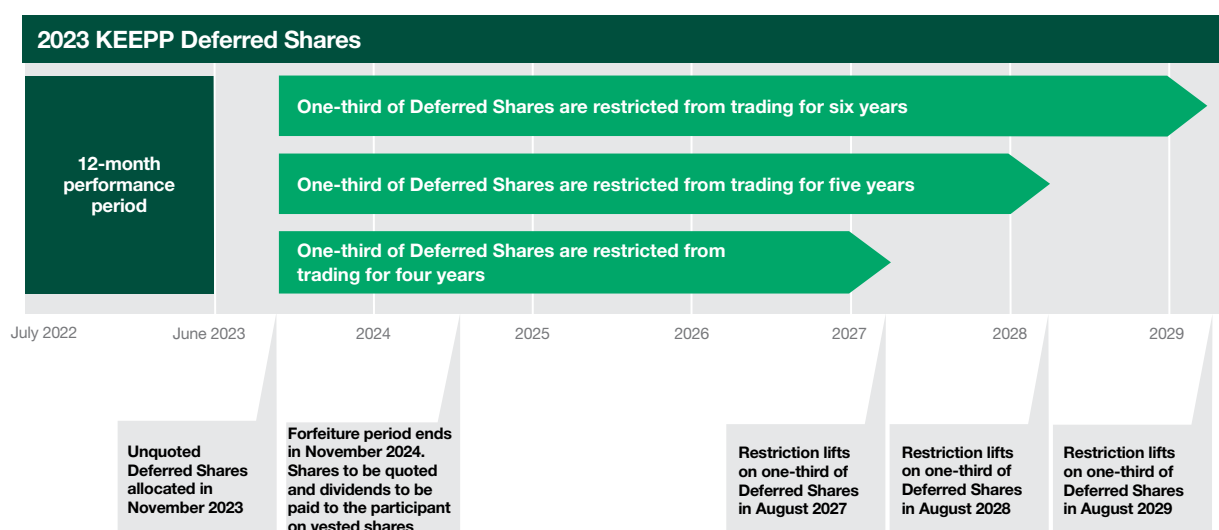 2023 KEEPP Deferred Shares
12-month
performance
period
One-third of Deferred Shares are restricted from trading for six years
One-third of Deferred Shares are restricted from trading for five years
One-third of Deferred Shares are restricted from
trading for four years
July 2022
June 2023
2024
2025
2026
2027
2028
2029
Unquoted
Deferred Shares
allocated in
November 2023
Forfeiture period ends
in November 2024.
Shares to be quoted
and dividends to be
paid to the participant
on vested shares
Restriction lifts
on one-third of
Deferred Shares
in August 2027
Restriction lifts
on one-third of
Deferred Shares
in August 2028
Restriction lifts
on one-third of
Deferred Shares
in August 2029